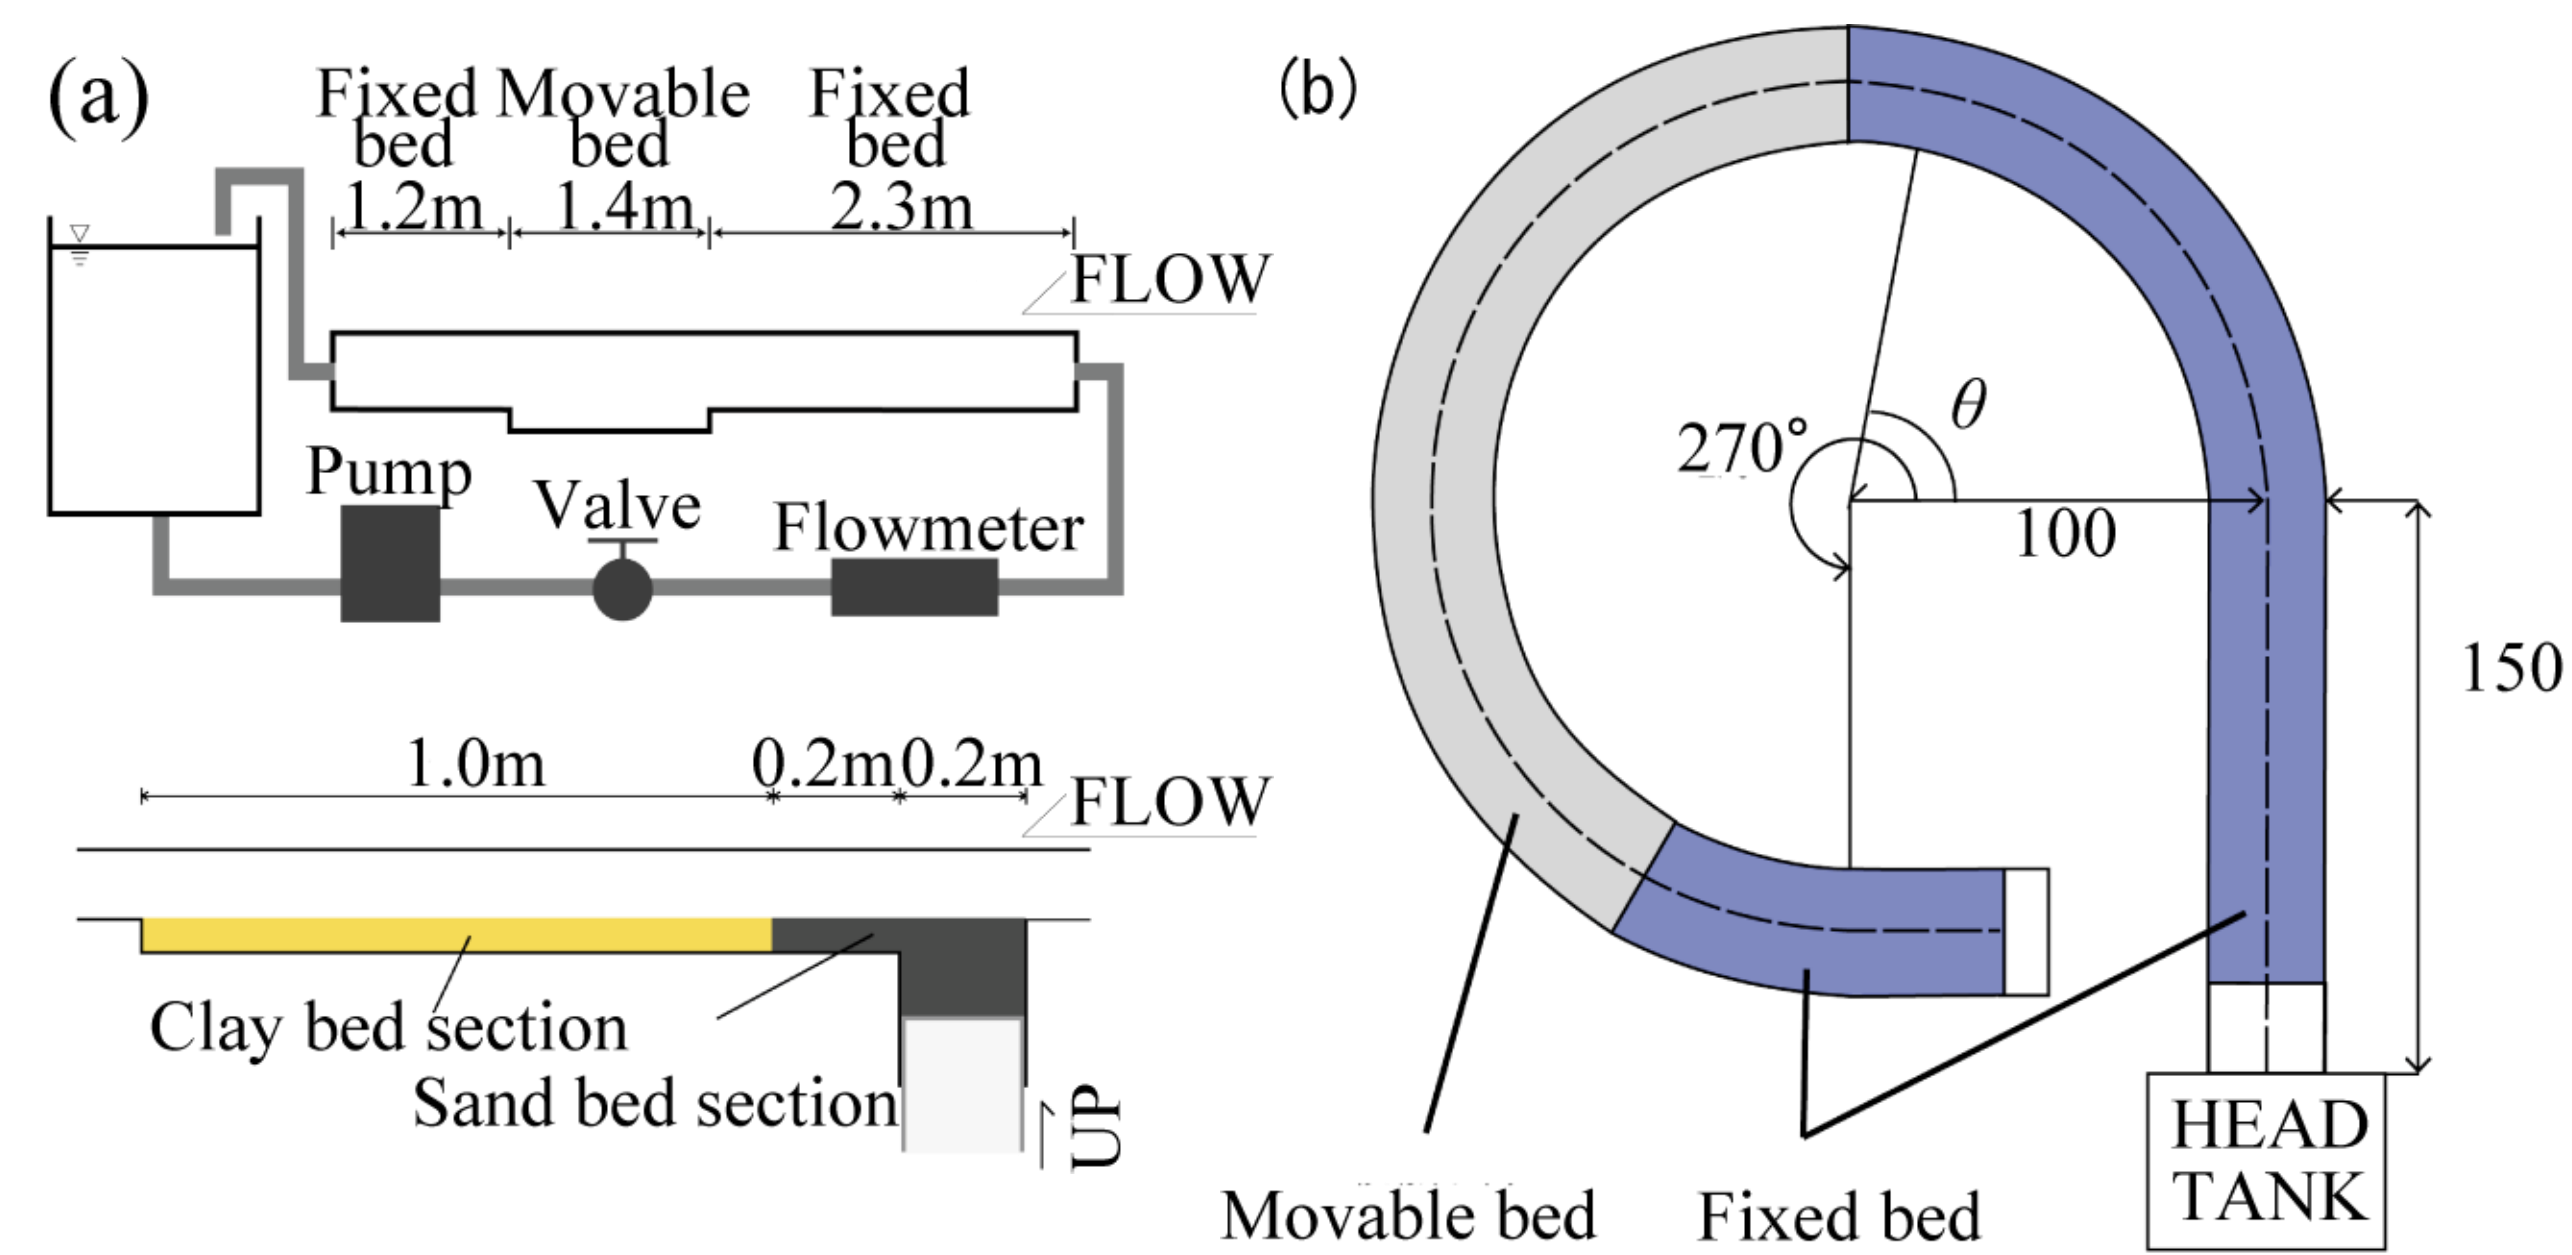 (a)
Fixed Movable Fixed
bed bed bed
1.2m 1.4m 2.3m
FLOW
Pump
Valve
Flowmeter
1.0m 0.2m 0.2m
FLOW
Clay bed section
Sand bed section
UP
(b)
θ
270°
100
150
HEAD
TANK
Movable bed
Fixed bed